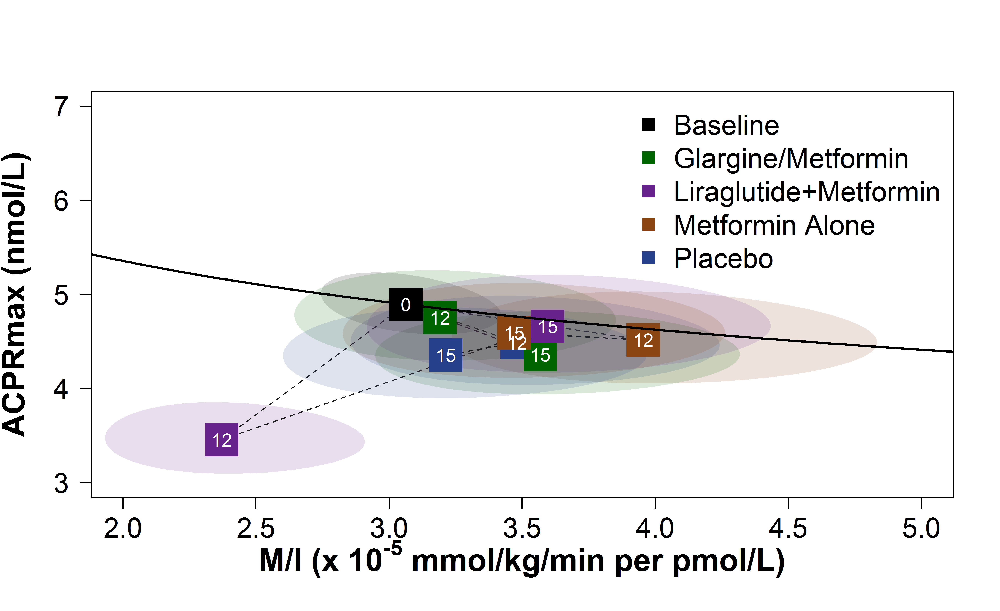 7
6
5
4
3
ACPRmax (nmol/L)
Baseline
Glargine/Metformin
Liraglutide+Metformin
Metformin Alone
Placebo
0
12
15
15
12
12
15
15
12
2.0 2.5 3.0 3.5 4.0 4.5 5.0
M/I (x 10⁻⁵ mmol/kg/min per pmol/L)